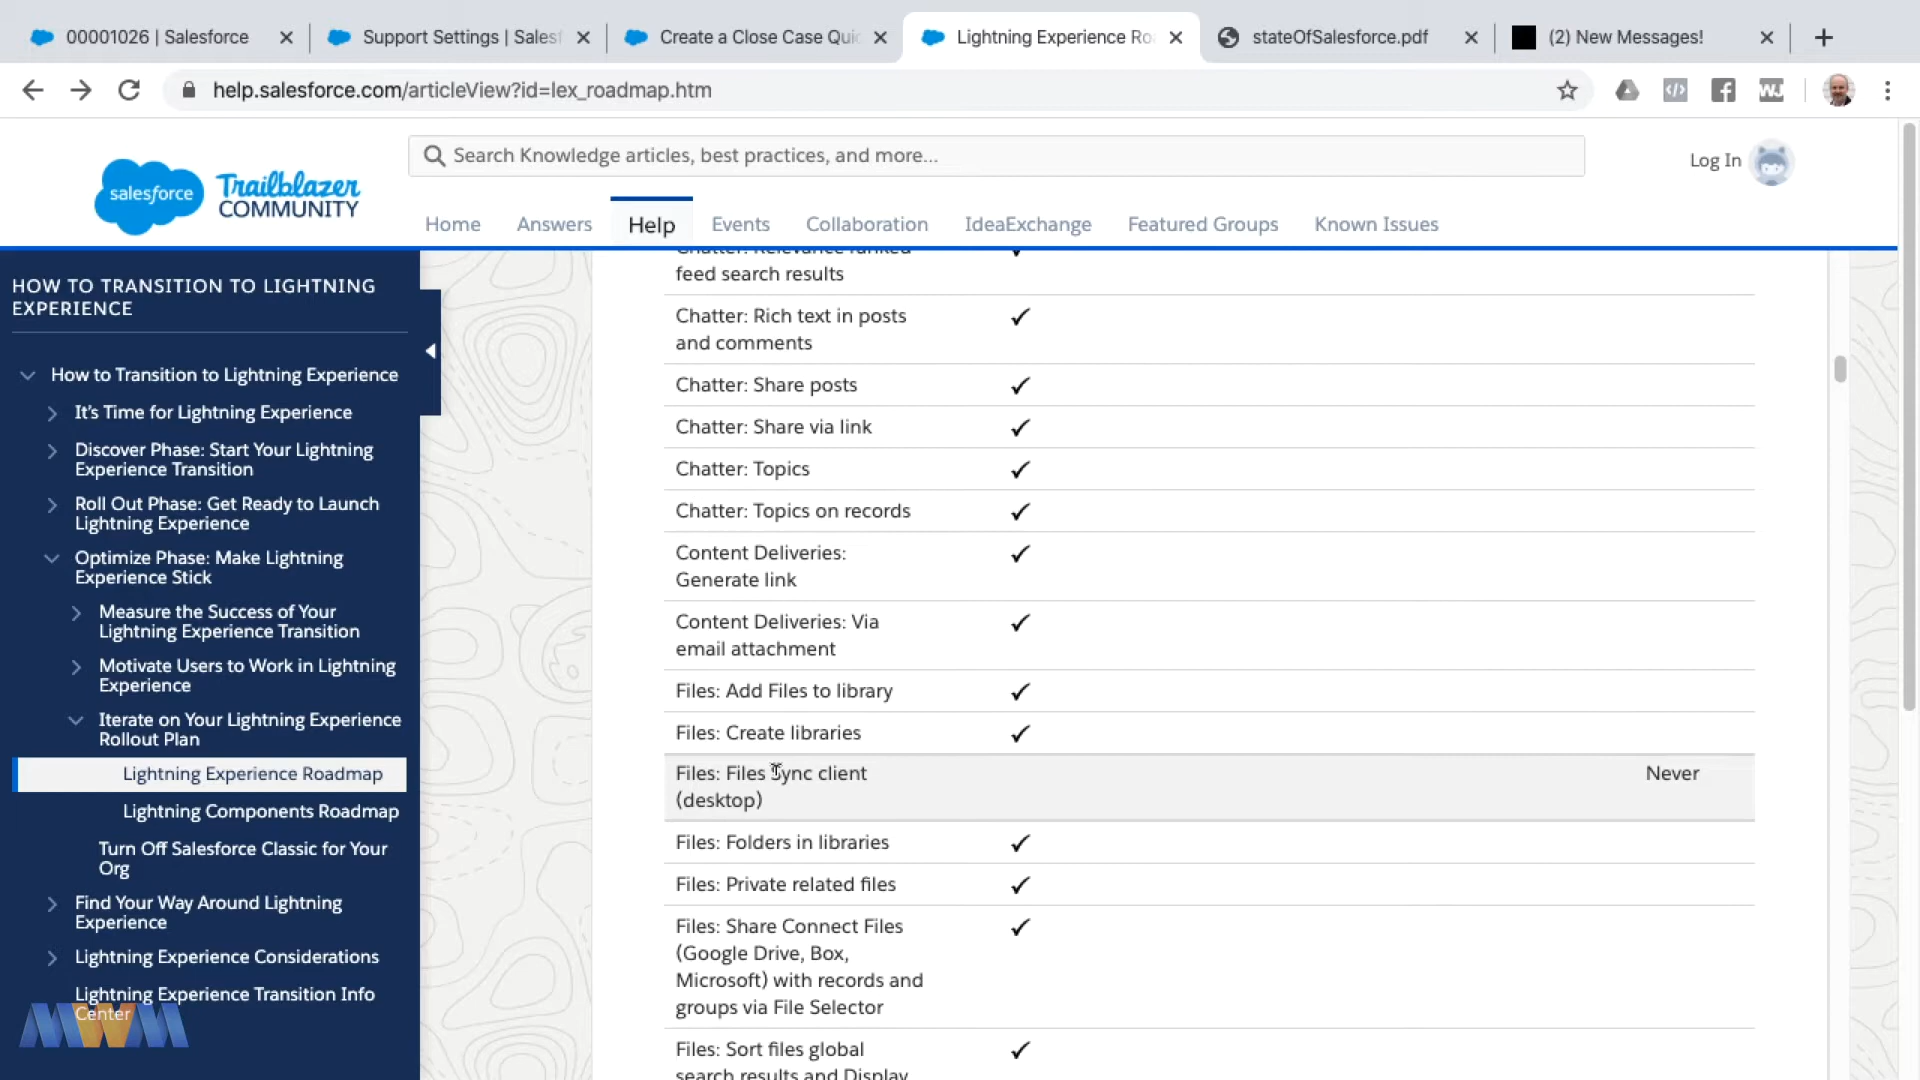 00001026 | Salesforce
Support Settings | Salesf
Create a Close Case Quic
Lightning Experience Ro
stateOfSalesforce.pdf
(2) New Messages!
help.salesforce.com/articleView?id=lex_roadmap.htm
salesforce
Trailblazer
COMMUNITY
Search Knowledge articles, best practices, and more...
Log In
Home
Answers
Help
Events
Collaboration
IdeaExchange
Featured Groups
Known Issues
HOW TO TRANSITION TO LIGHTNING
EXPERIENCE
How to Transition to Lightning Experience
It's Time for Lightning Experience
Discover Phase: Start Your Lightning
Experience Transition
Roll Out Phase: Get Ready to Launch
Lightning Experience
Optimize Phase: Make Lightning
Experience Stick
Measure the Success of Your
Lightning Experience Transition
Motivate Users to Work in Lightning
Experience
Iterate on Your Lightning Experience
Rollout Plan
Lightning Experience Roadmap
Lightning Components Roadmap
Turn Off Salesforce Classic for Your
Org
Find Your Way Around Lightning
Experience
Lightning Experience Considerations
Lightning Experience Transition Info
Center
MWM
Chatter: Relevance ranked
feed search results
Chatter: Rich text in posts
and comments
Chatter: Share posts
Chatter: Share via link
Chatter: Topics
Chatter: Topics on records
Content Deliveries:
Generate link
Content Deliveries: Via
email attachment
Files: Add Files to library
Files: Create libraries
Files: Files Sync client
(desktop)
Never
Files: Folders in libraries
Files: Private related files
Files: Share Connect Files
(Google Drive, Box,
Microsoft) with records and
groups via File Selector
Files: Sort files global
search results and Display